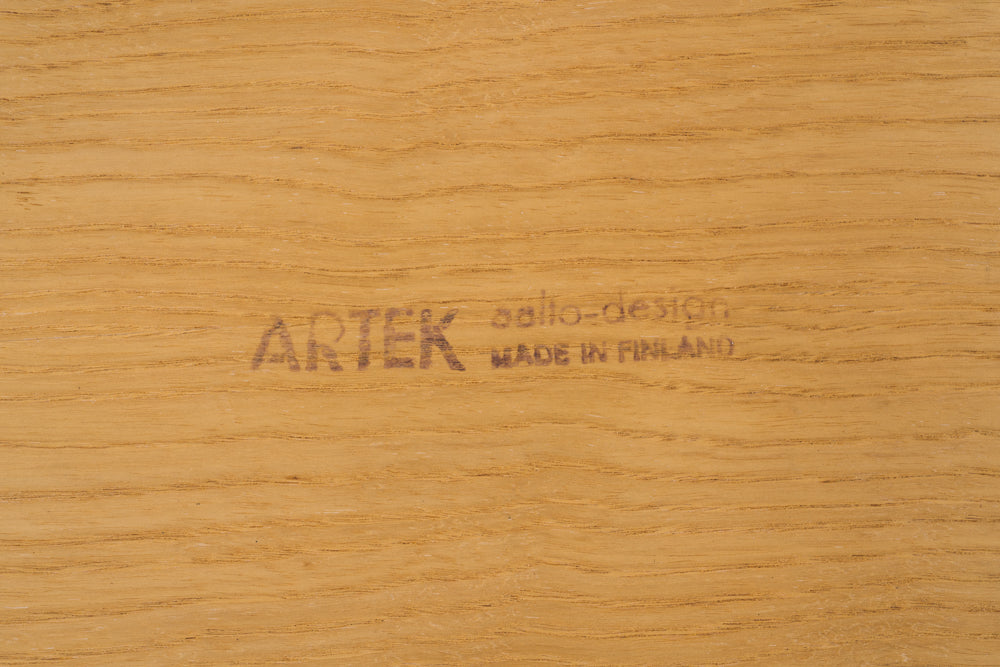 ARTEK
aalto-design
MADE IN FINLAND